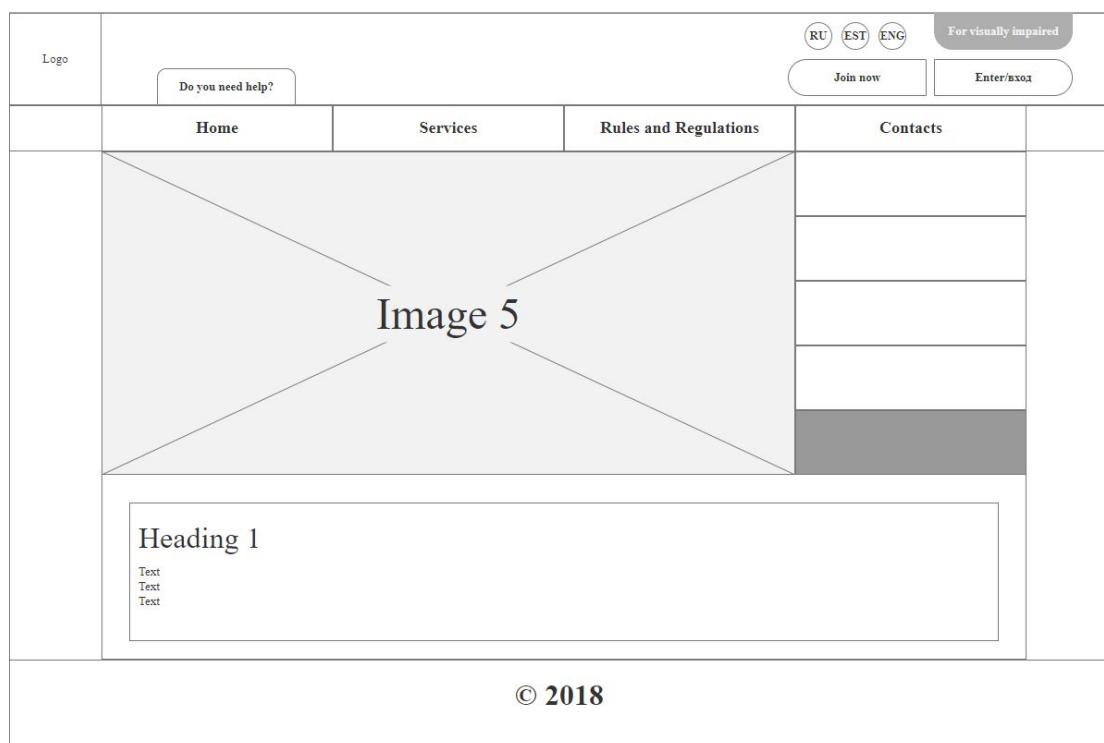 Logo
Do you need help?
RU EST ENG
For visually impaired
Join now
Enter/вход
Home
Services
Rules and Regulations
Contacts
Image 5
Heading 1
Text
Text
Text
© 2018